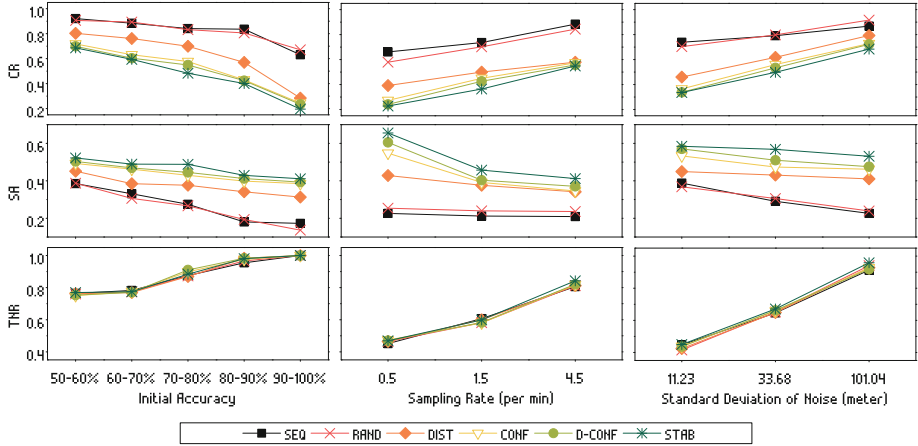 CR
1.0
0.8
0.6
0.4
0.2
SA
0.6
0.4
0.2
TNR
1.0
0.8
0.6
0.4
50-60% 60-70% 70-80% 80-90% 90-100%
Initial Accuracy
0.5 1.5 4.5
Sampling Rate (per min)
11.23 33.68 101.04
Standard Deviation of Noise (meter)
SEQ RAND DIST CONF D-CONF STAB